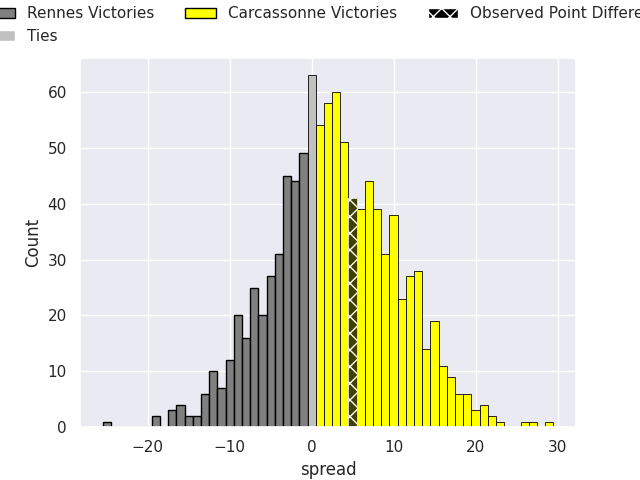 Rennes Victories
Carcassonne Victories
Observed Point
Ties
Count
60
50
40
30
20
10
0
−20
−10
0
10
20
30
spread